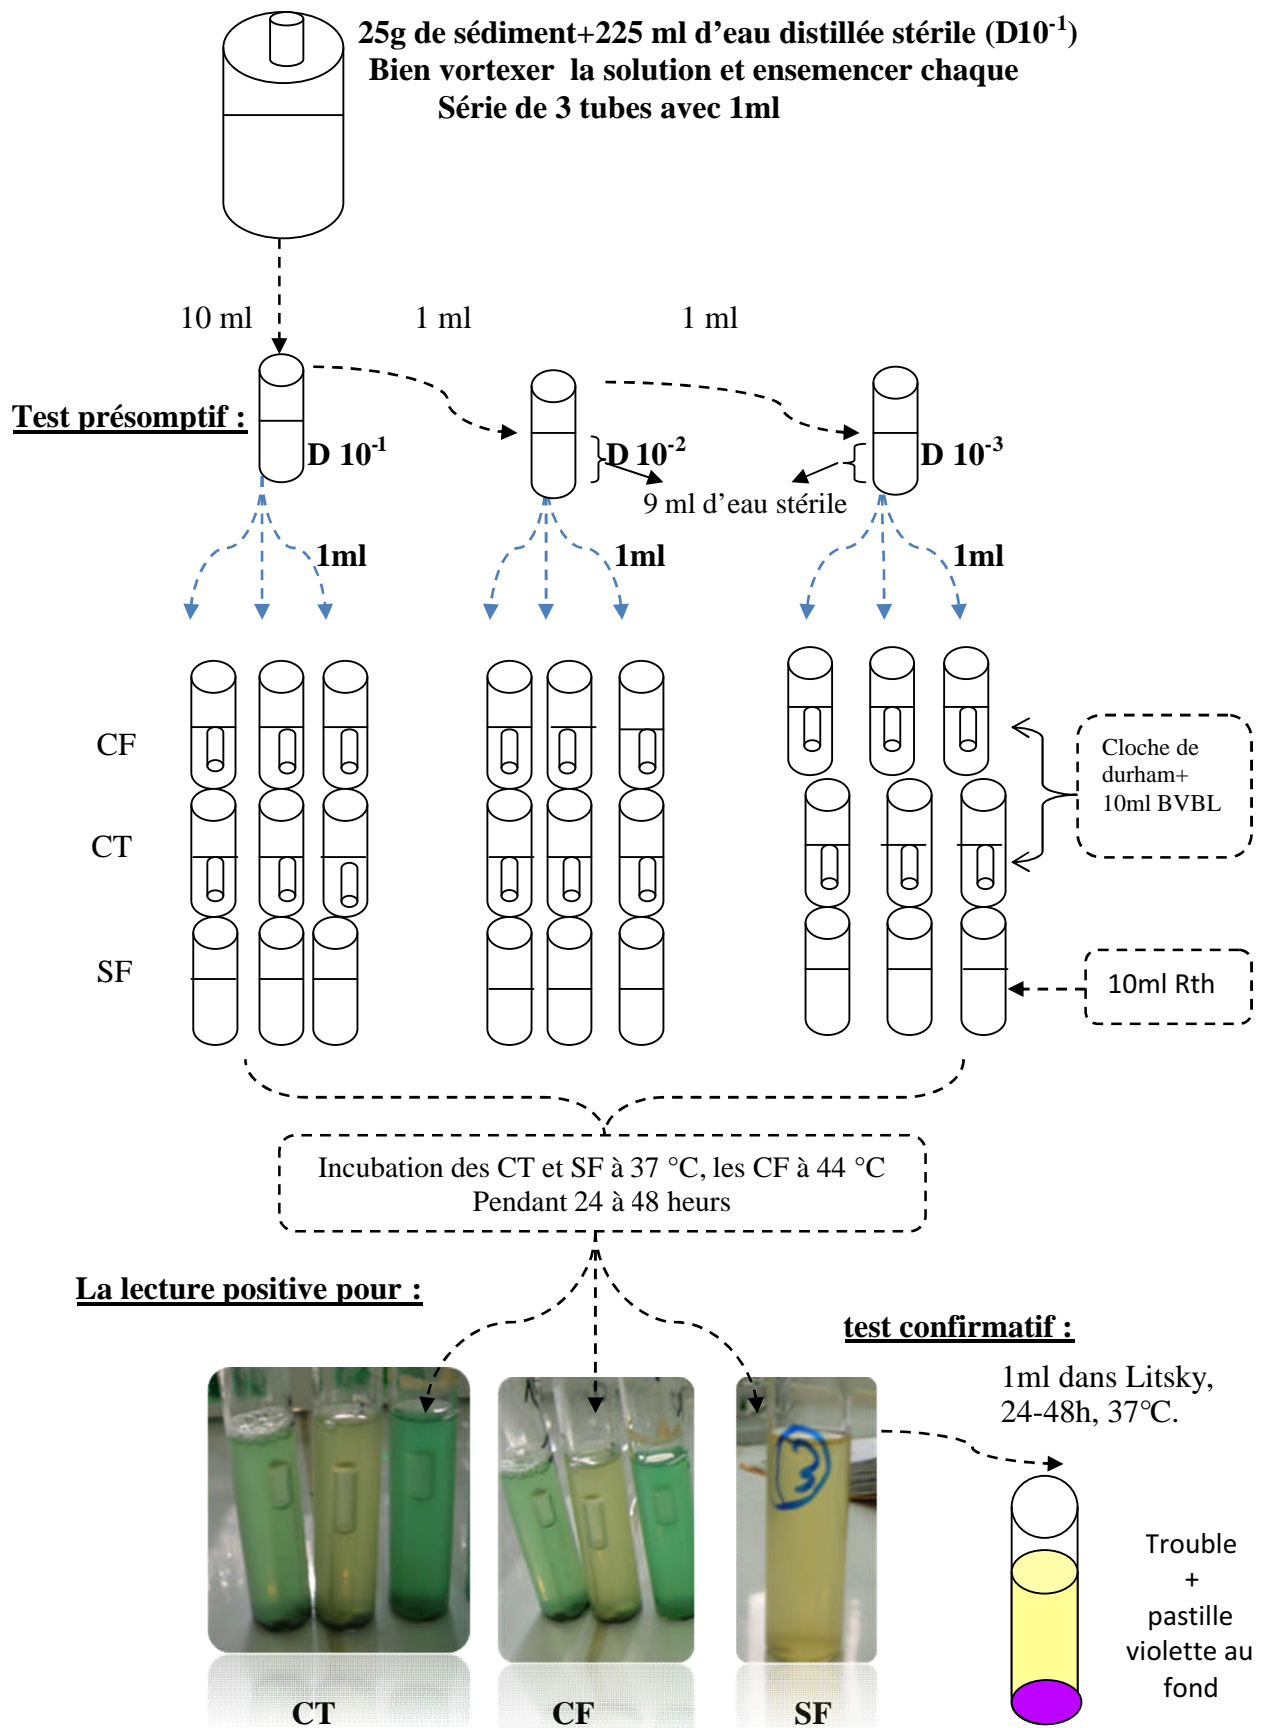 25g de sédiment+225 ml d’eau distillée stérile (D10-1)
Bien vortexer la solution et ensemencer chaque
Série de 3 tubes avec 1ml
10 ml
1 ml
1 ml
Test présomptif :
D 10-1
D 10-2
D 10-3
9 ml d’eau stérile
1ml
1ml
1ml
CF
CT
SF
Cloche de
durham+
10ml BVBL
10ml Rth
Incubation des CT et SF à 37 °C, les CF à 44 °C
Pendant 24 à 48 heurs
La lecture positive pour :
test confirmatif :
1ml dans Litsky,
24-48h, 37°C.
3
Trouble
+
pastille
violette au
fond
CT
CF
SF